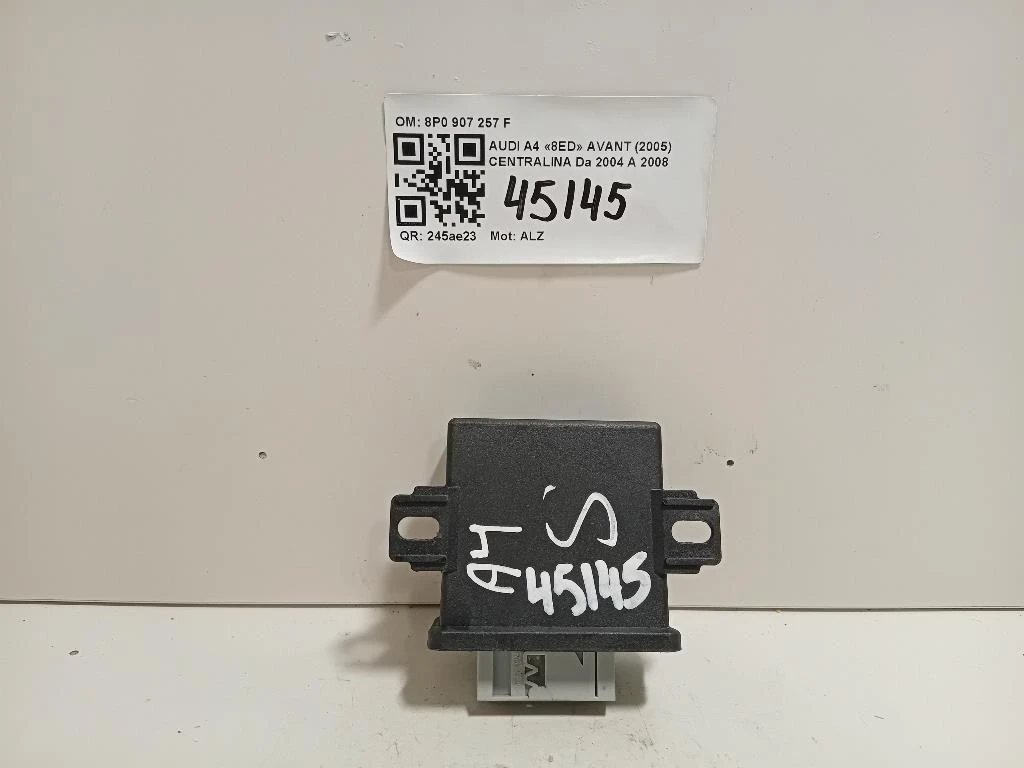 OM: 8P0 907 257 F
AUDI A4 «8ED» AVANT (2005)
CENTRALINA Da 2004 A 2008
45145
QR: 245ae23 Mot: ALZ
A4
S
45145